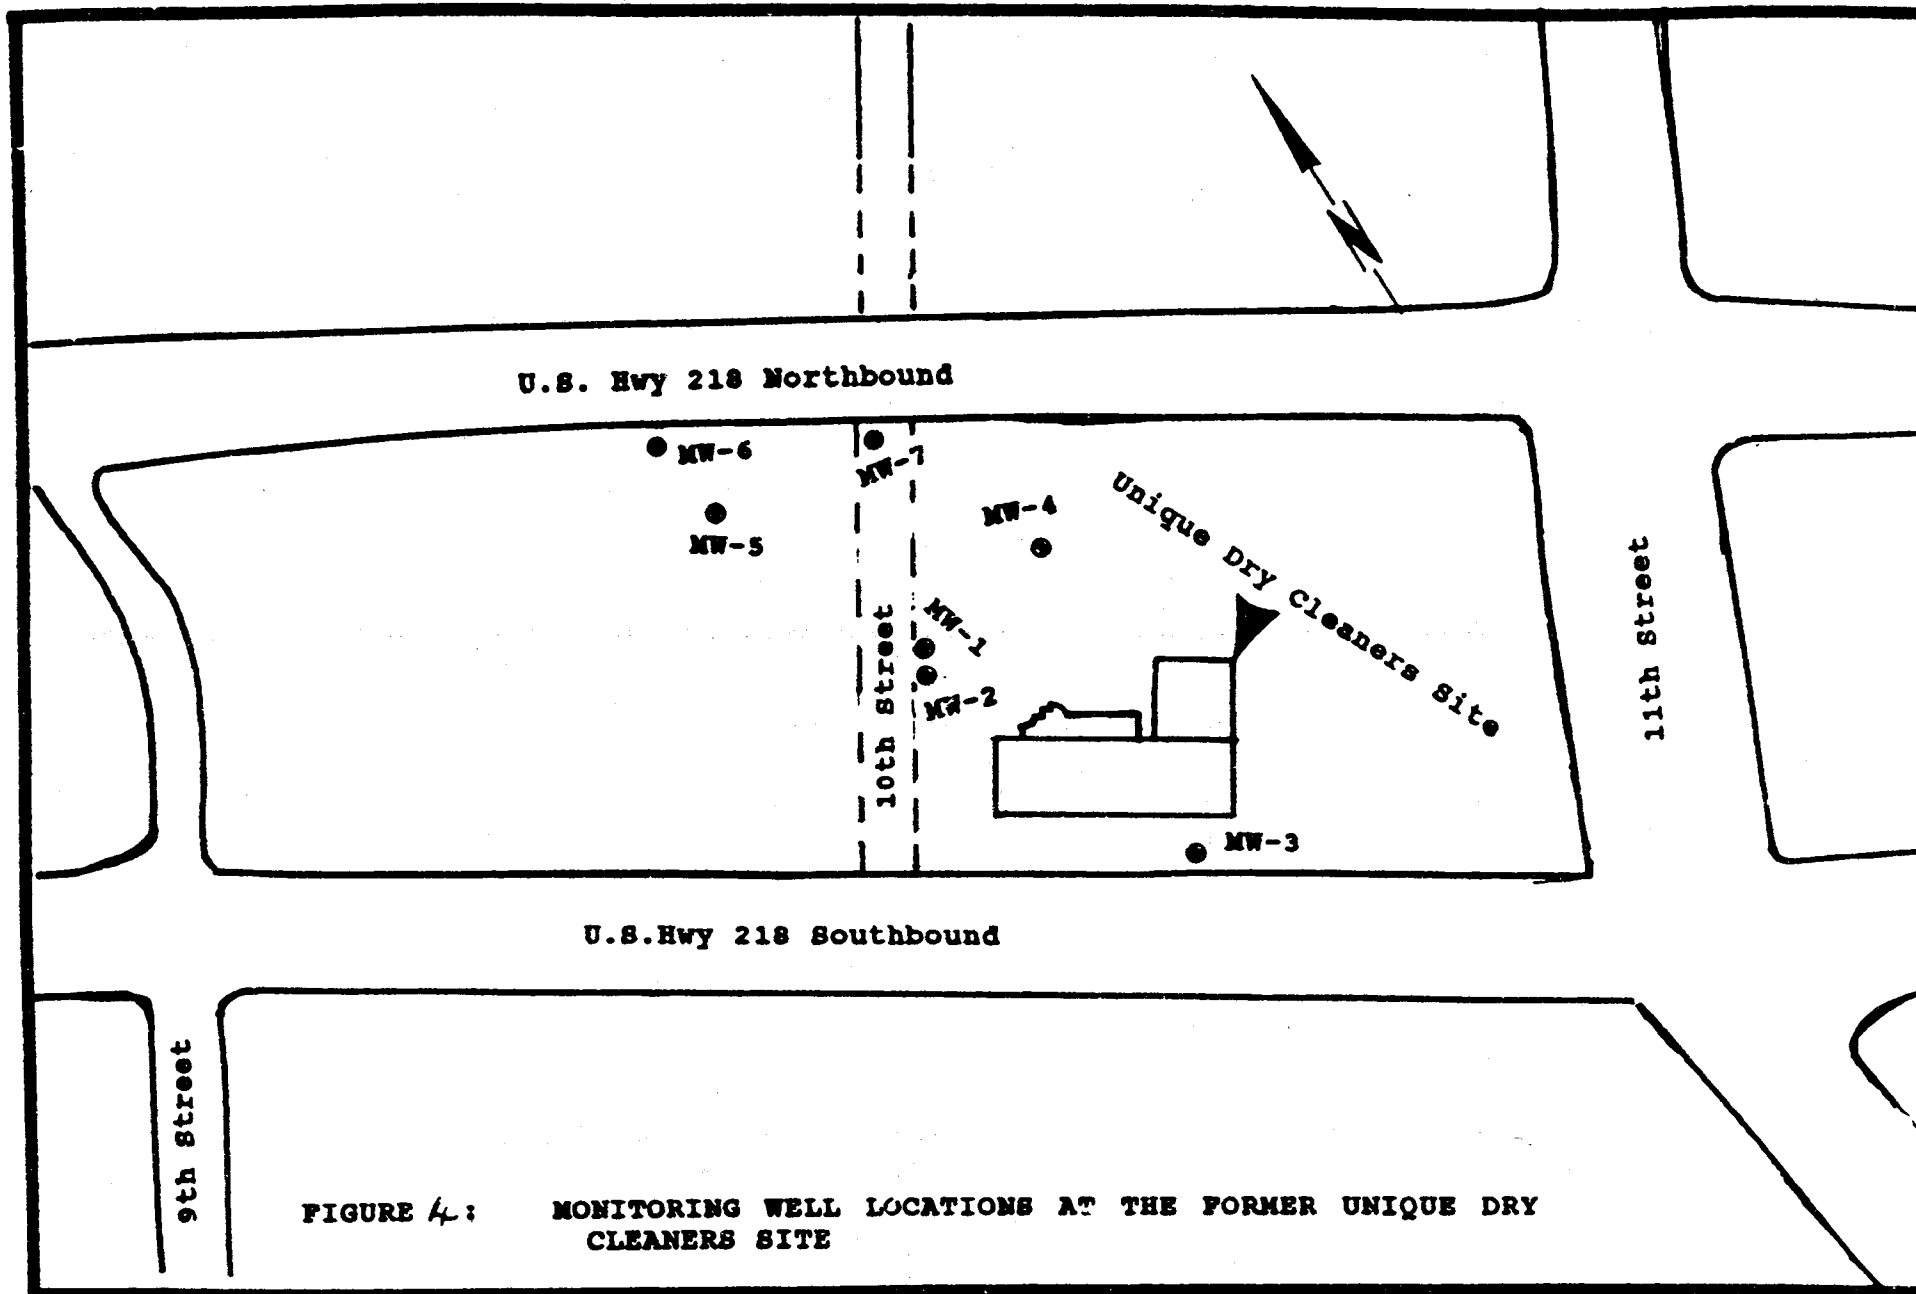 U.S. Hwy 218 Northbound
MW-6
MW-7
MW-5
MW-4
Unique Dry Cleaners Site
MW-1
MW-2
10th Street
11th Street
MW-3
U.S.Hwy 218 Southbound
9th Street
FIGURE 4: MONITORING WELL LOCATIONS AT THE FORMER UNIQUE DRY
CLEANERS SITE